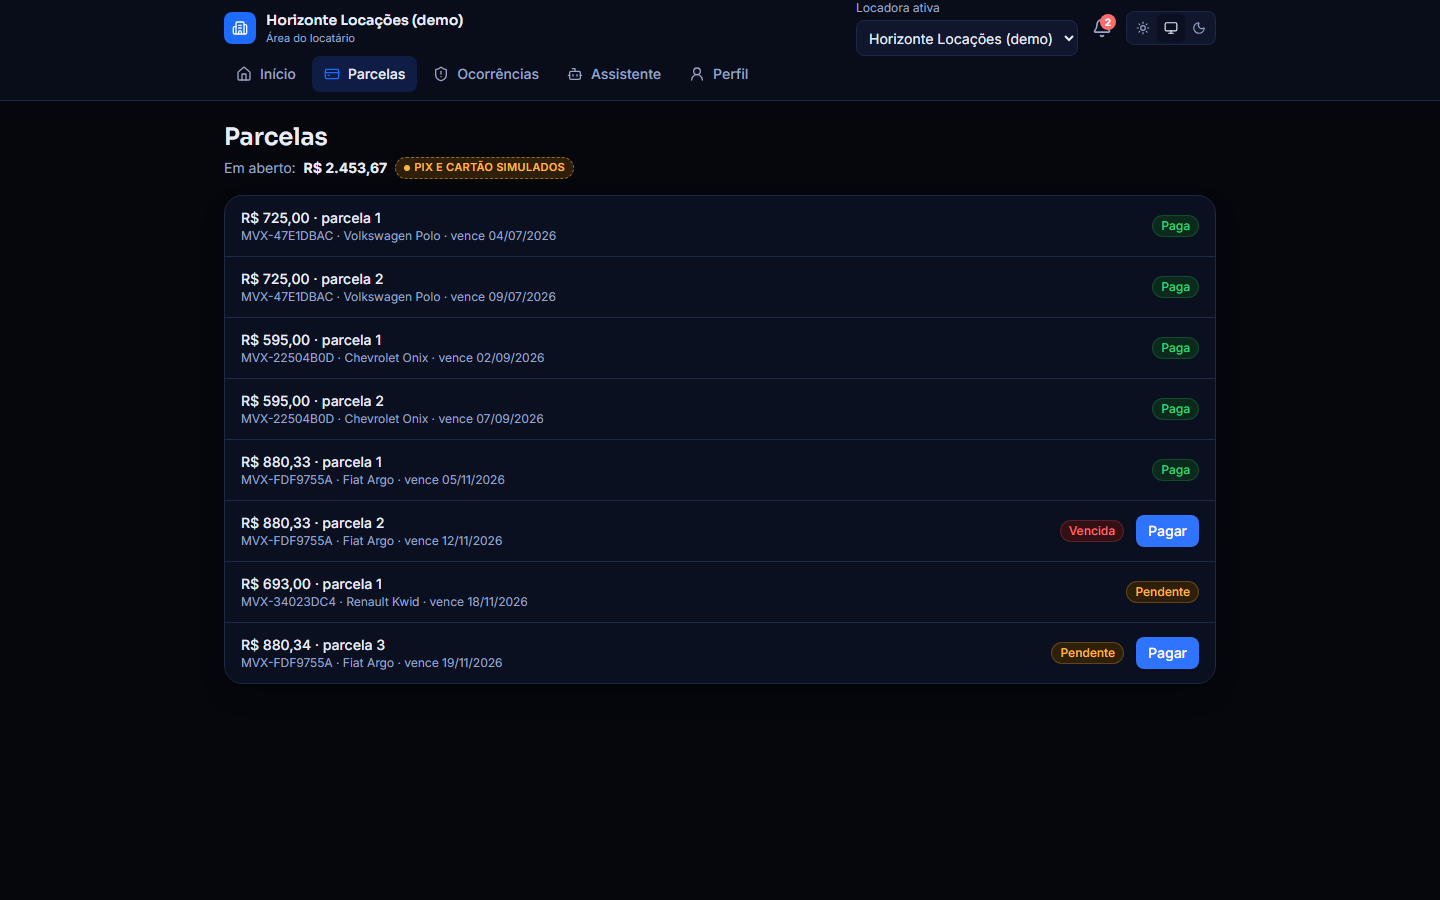 Horizonte Locações (demo)
Área do locatário
Locadora ativa
Horizonte Locações (demo)
2
Início
Parcelas
Ocorrências
Assistente
Perfil
Parcelas
Em aberto: R$ 2.453,67 PIX E CARTÃO SIMULADOS
R$ 725,00 · parcela 1
MVX-47E1DBAC · Volkswagen Polo · vence 04/07/2026
Paga
R$ 725,00 · parcela 2
MVX-47E1DBAC · Volkswagen Polo · vence 09/07/2026
Paga
R$ 595,00 · parcela 1
MVX-22504B0D · Chevrolet Onix · vence 02/09/2026
Paga
R$ 595,00 · parcela 2
MVX-22504B0D · Chevrolet Onix · vence 07/09/2026
Paga
R$ 880,33 · parcela 1
MVX-FDF9755A · Fiat Argo · vence 05/11/2026
Paga
R$ 880,33 · parcela 2
MVX-FDF9755A · Fiat Argo · vence 12/11/2026
Vencida
Pagar
R$ 693,00 · parcela 1
MVX-34023DC4 · Renault Kwid · vence 18/11/2026
Pendente
R$ 880,34 · parcela 3
MVX-FDF9755A · Fiat Argo · vence 19/11/2026
Pendente
Pagar